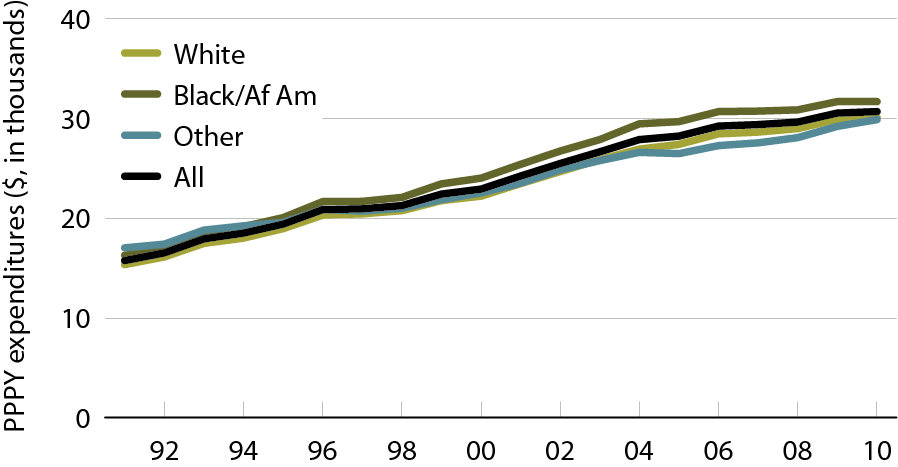 PPPY expenditures ($, in thousands)
40
30
20
10
0
White
Black/Af Am
Other
All
92 94 96 98 00 02 04 06 08 10